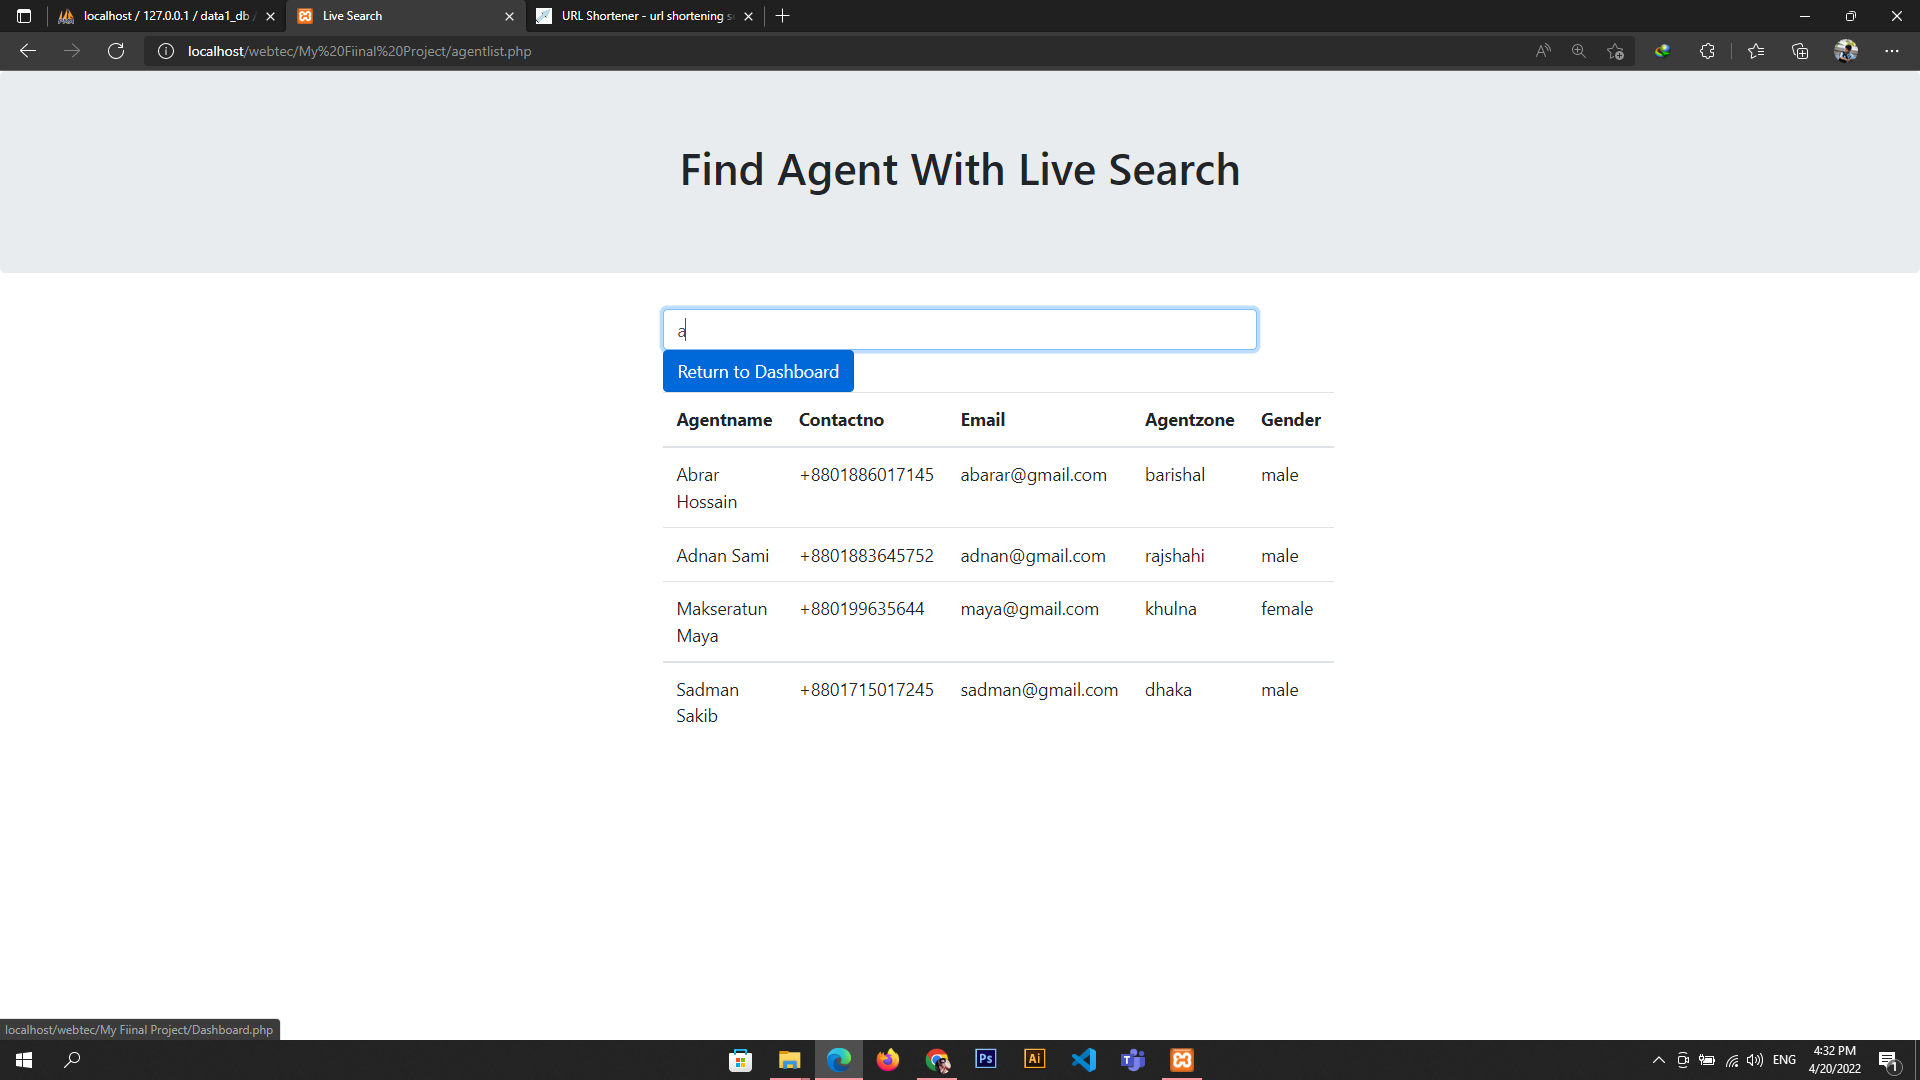 localhost / 127.0.0.1 / data1_db
Live Search
URL Shortener - url shortening
localhost/webtec/My%20Fiinal%20Project/agentlist.php
Find Agent With Live Search
a
Return to Dashboard
Agentname Contactno Email Agentzone Gender
Abrar Hossain +8801886017145 abarar@gmail.com barishal male
Adnan Sami +8801883645752 adnan@gmail.com rajshahi male
Makseratun Maya +880199635644 maya@gmail.com khulna female
Sadman Sakib +8801715017245 sadman@gmail.com dhaka male
localhost/webtec/My Fiinal Project/Dashboard.php
Ps
Ai
ENG
4:32 PM
4/20/2022
1